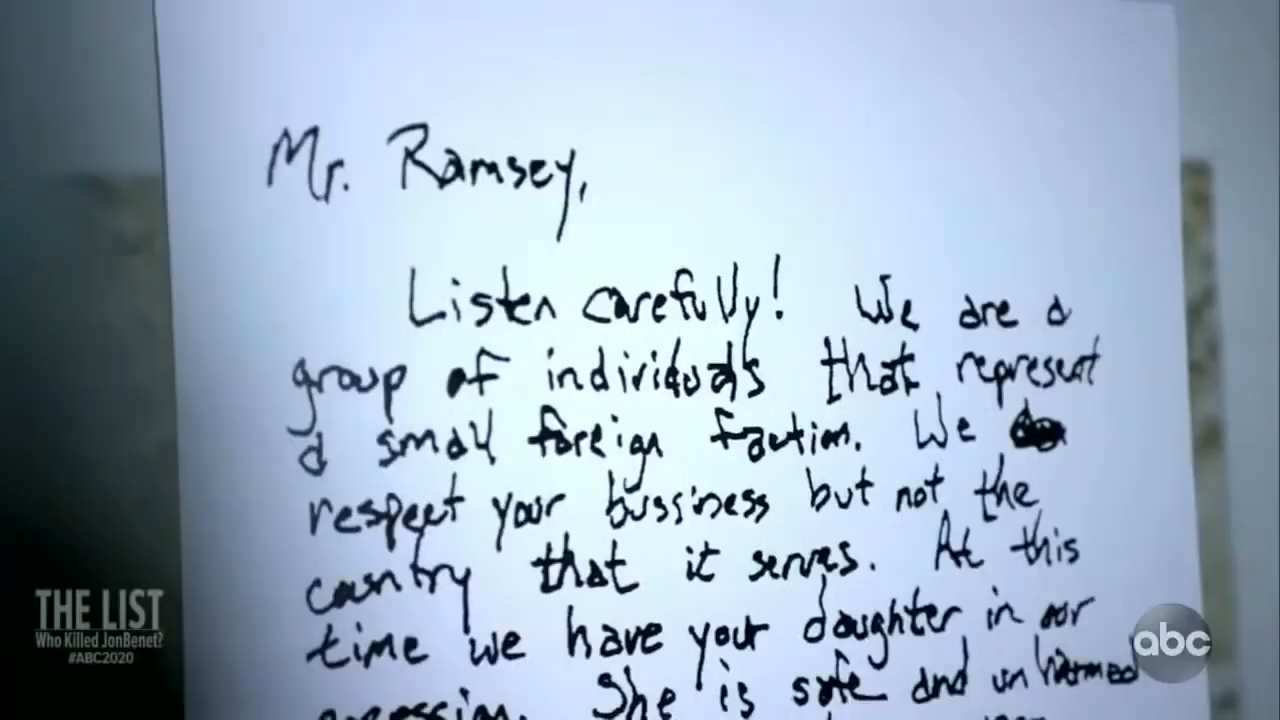 Mr. Ramsey,
Listen carefully! We are a
group of individuals that represent
a small foreign faction. We
respect your bussiness but not the
country that it serves. At this
time we have your daughter in our
posession. She is safe and unharmed
THE LIST
Who Killed JonBenet?
#ABC2020
abc